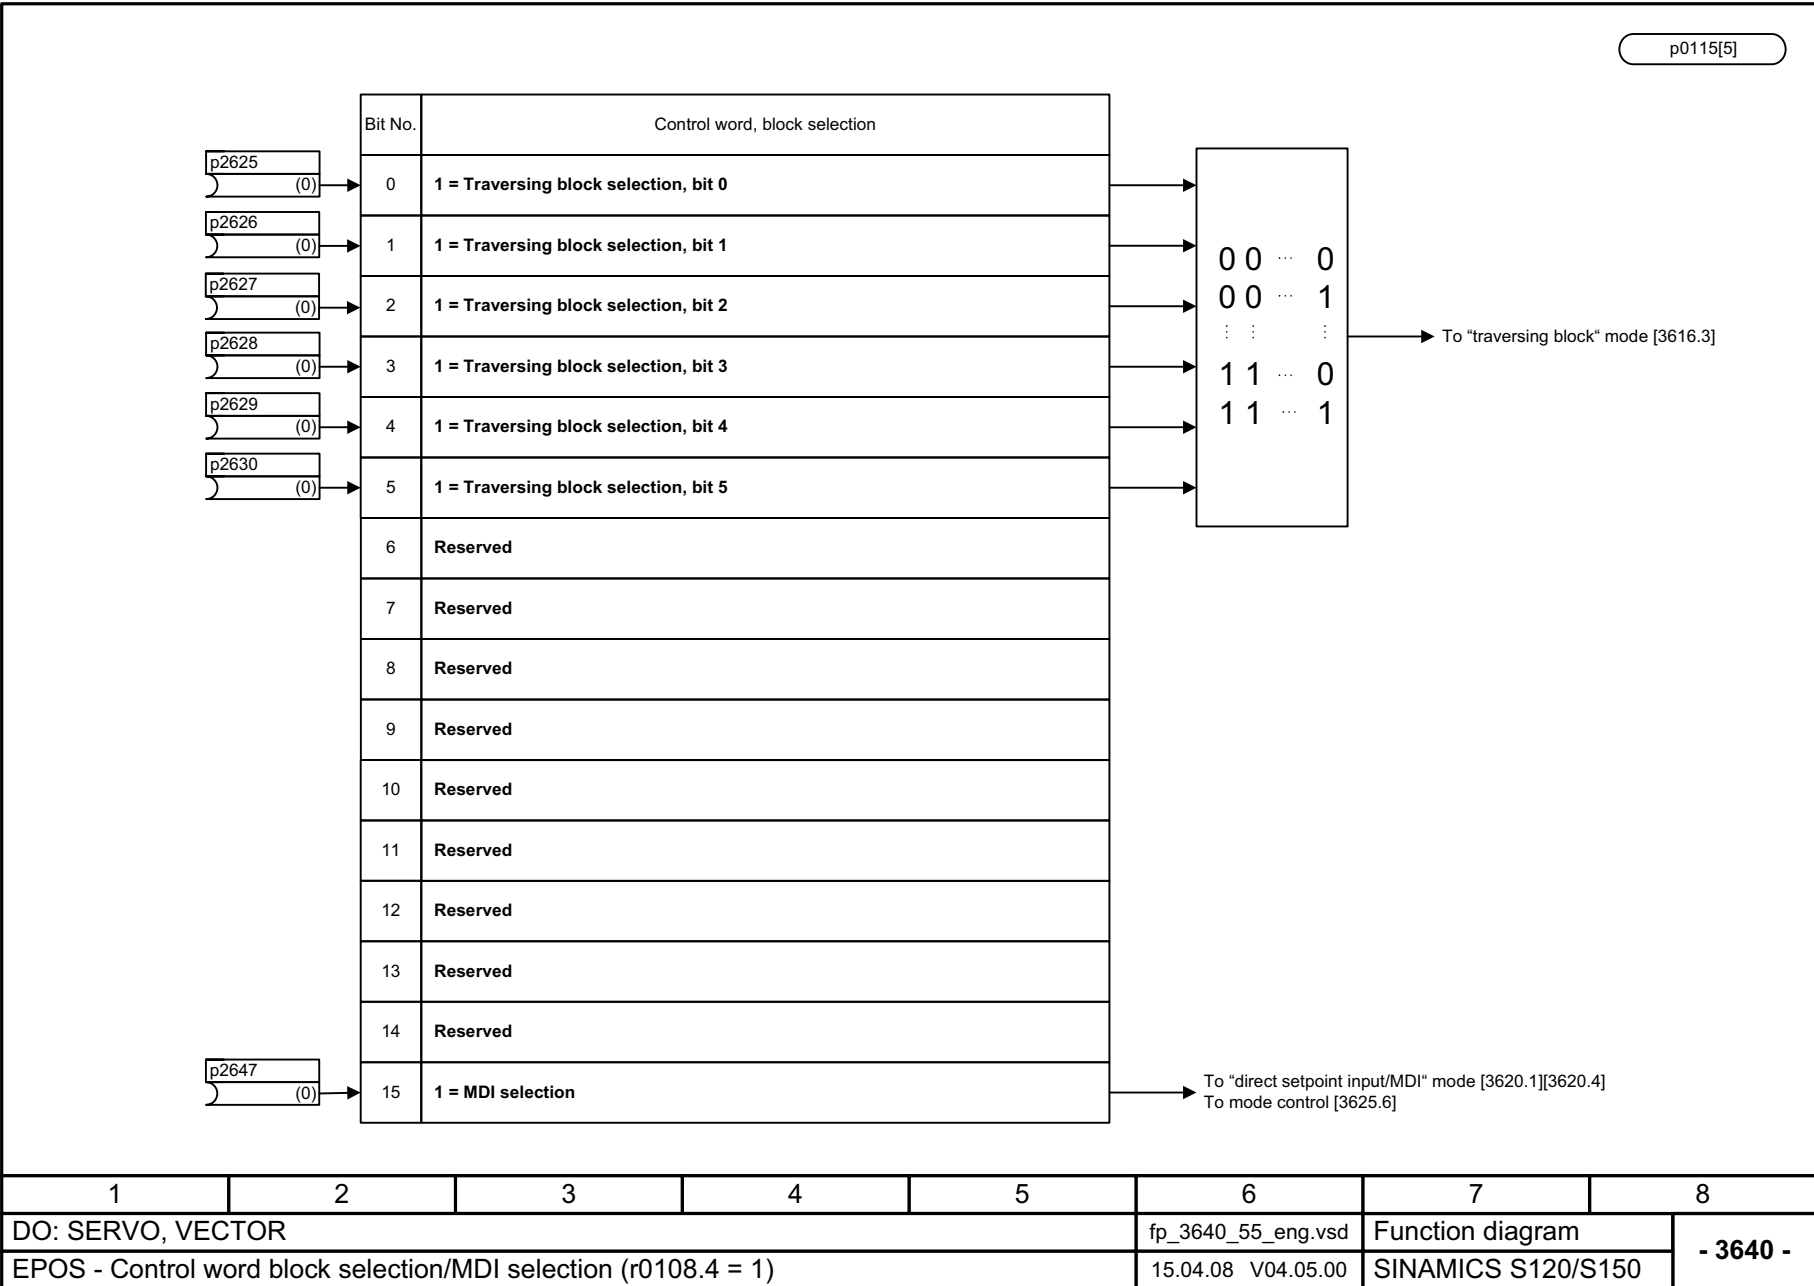 p0115[5]
Bit No. Control word, block selection
p2625
(0) 0 1 = Traversing block selection, bit 0
p2626
(0) 1 1 = Traversing block selection, bit 1
p2627
(0) 2 1 = Traversing block selection, bit 2
p2628
(0) 3 1 = Traversing block selection, bit 3
p2629
(0) 4 1 = Traversing block selection, bit 4
p2630
(0) 5 1 = Traversing block selection, bit 5
0 0 ... 0
0 0 ... 1
⋮ ⋮ ⋮
1 1 ... 0
1 1 ... 1
To “traversing block“ mode [3616.3]
6 Reserved
7 Reserved
8 Reserved
9 Reserved
10 Reserved
11 Reserved
12 Reserved
13 Reserved
14 Reserved
p2647
(0) 15 1 = MDI selection
To “direct setpoint input/MDI“ mode [3620.1][3620.4]
To mode control [3625.6]
1 2 3 4 5 6 7 8
DO: SERVO, VECTOR fp_3640_55_eng.vsd Function diagram
- 3640 -
EPOS - Control word block selection/MDI selection (r0108.4 = 1) 15.04.08 V04.05.00 SINAMICS S120/S150